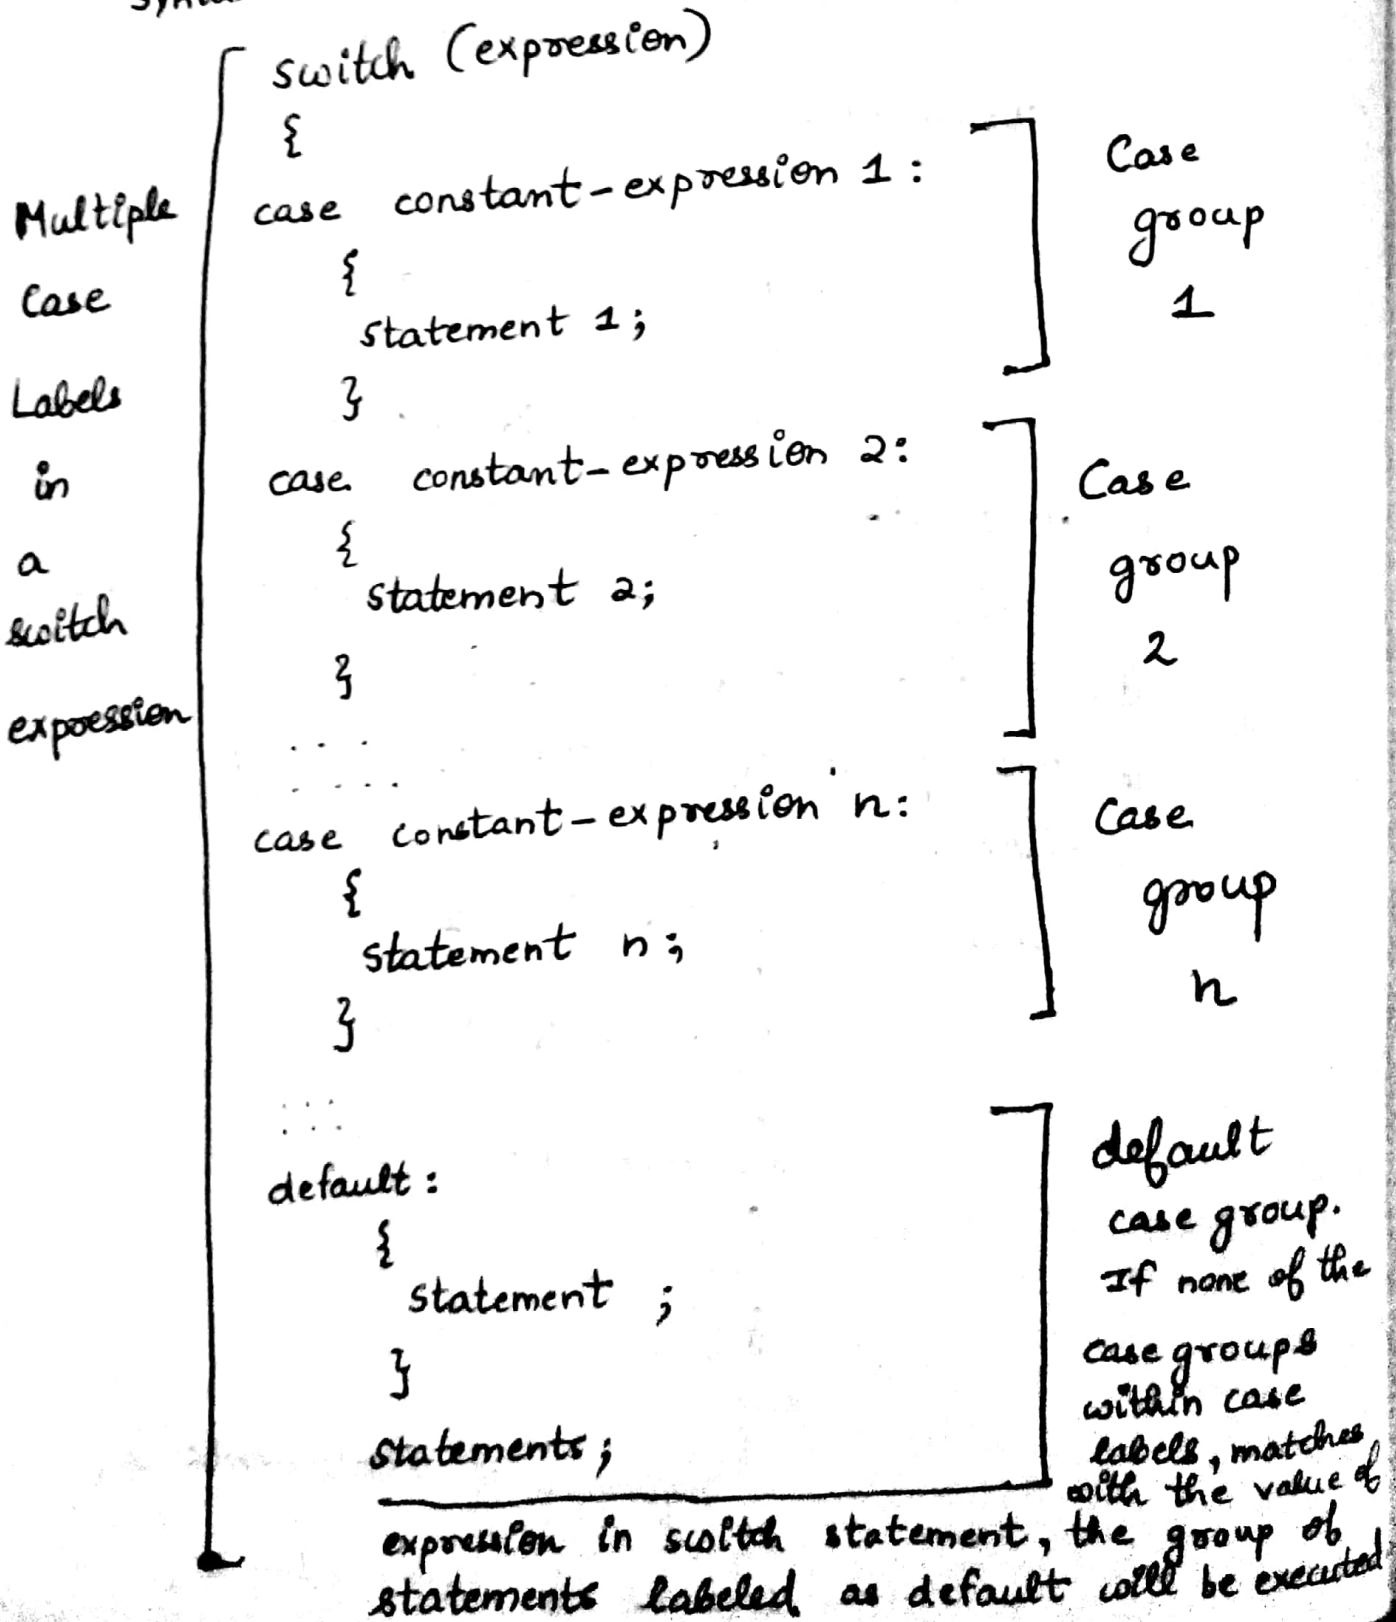 switch (expression)
{
case constant-expression 1:
{
statement 1;
}
case constant-expression 2:
{
statement 2;
}
. . .
. . . . .
case constant-expression n:
{
statement n;
}
. . .
. . .
default:
{
statement ;
}
statements;
Multiple
Case
Labels
in
a
switch
expression
Case
group
1
Case
group
2
Case
group
n
default
case group.
If none of the
case groups
within case
labels, matches
with the value of
expression in switch statement, the group of
statements labeled as default will be executed